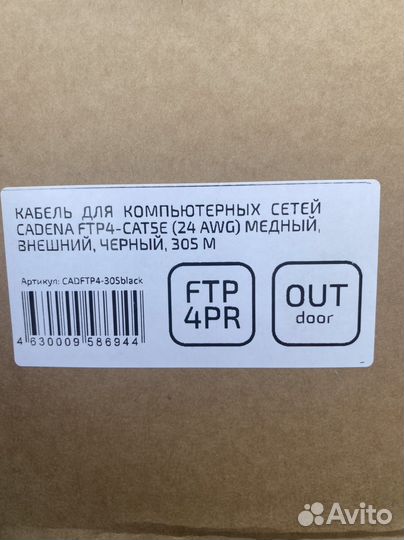 КАБЕЛЬ ДЛЯ КОМПЬЮТЕРНЫХ СЕТЕЙ
CADENA FTP4-CAT5E (24 AWG) МЕДНЫЙ,
ВНЕШНИЙ, ЧЕРНЫЙ, 305 М
Артикул: CADFTP4-305black
4 630009 586944
FTP
4PR
OUT
door
Avito